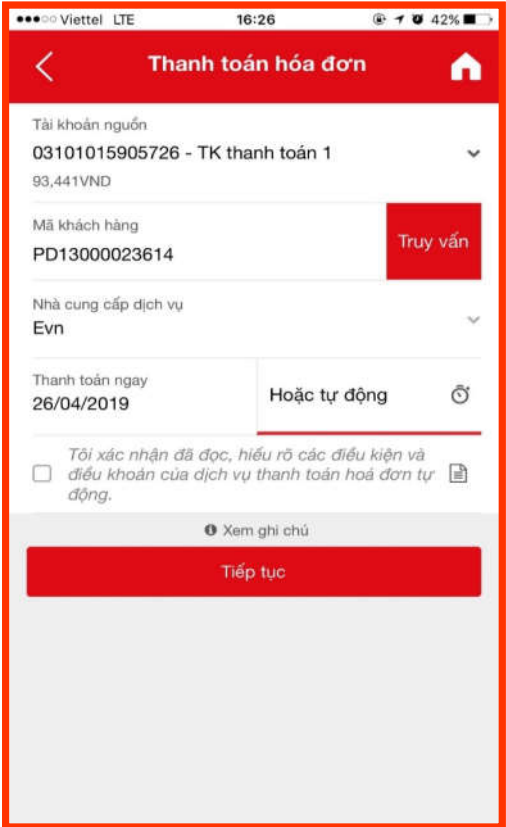 Viettel LTE 16:26 42%
Thanh toán hóa đơn
Tài khoản nguồn
03101015905726 - TK thanh toán 1
93,441VND
Mã khách hàng
PD13000023614
Truy vấn
Nhà cung cấp dịch vụ
Evn
Thanh toán ngay
26/04/2019
Hoặc tự động
Tôi xác nhận đã đọc, hiểu rõ các điều kiện và
điều khoản của dịch vụ thanh toán hoá đơn tự
động.
Xem ghi chú
Tiếp tục